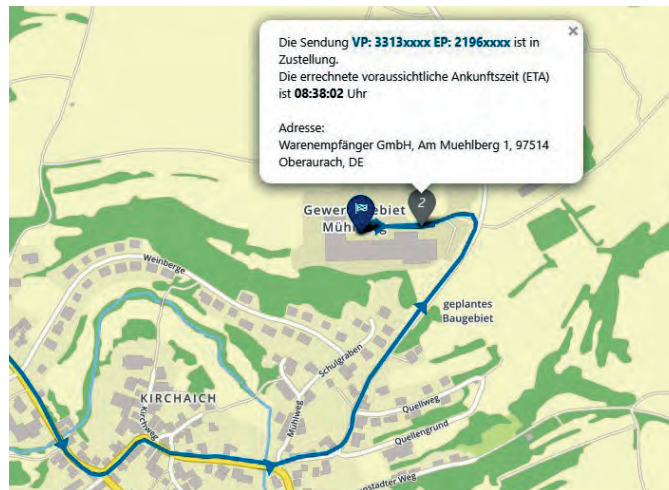 Die Sendung VP: 3313xxxx EP: 2196xxxx ist in
Zustellung.
Die errechnete voraussichtliche Ankunftszeit (ETA)
ist 08:38:02 Uhr
Adresse:
Warenempfänger GmbH, Am Muehlberg 1, 97514
Oberaurach, DE
2
Weinberge
geplantes
Baugebiet
Schulgraben
KIRCHAICH
Kirchweg
Mühlweg
Quellweg
Quellengrund
Weg